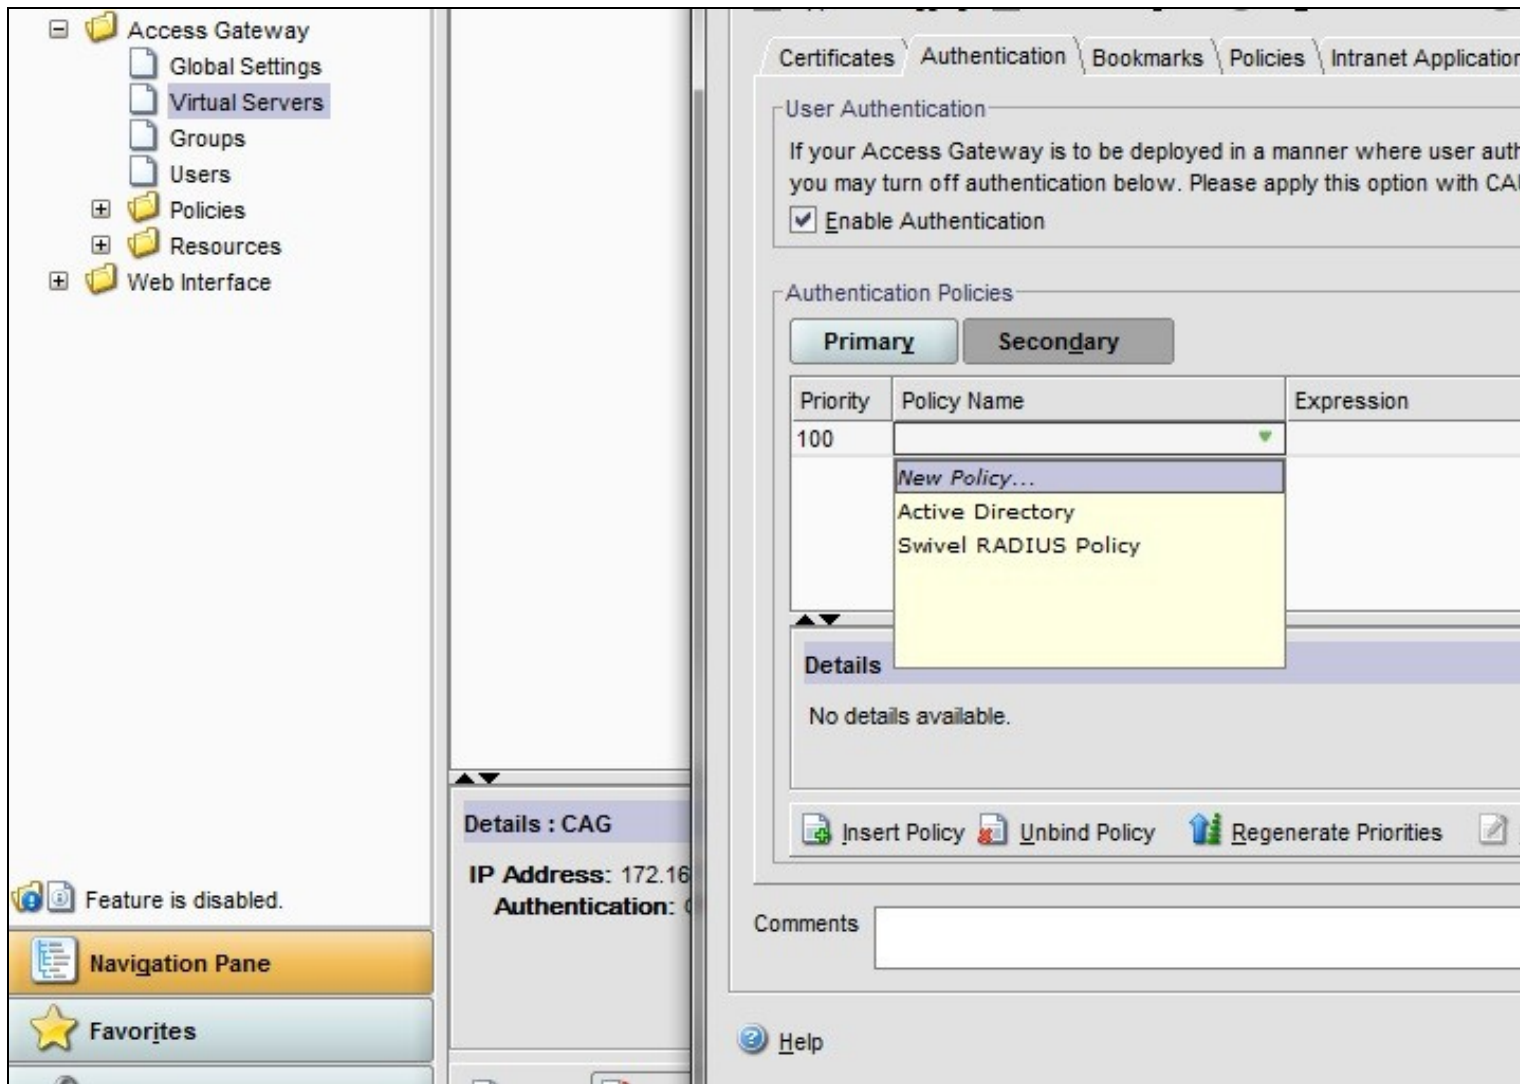 Access Gateway
Global Settings
Virtual Servers
Groups
Users
Policies
Resources
Web Interface
Feature is disabled.
Navigation Pane
Favorites
Details : CAG
IP Address: 172.16
Authentication:
Certificates Authentication Bookmarks Policies Intranet Application
User Authentication
If your Access Gateway is to be deployed in a manner where user auth
you may turn off authentication below. Please apply this option with CAU
Enable Authentication
Authentication Policies
Primary Secondary
Priority Policy Name Expression
100
New Policy...
Active Directory
Swivel RADIUS Policy
Details
No details available.
Insert Policy Unbind Policy Regenerate Priorities
Comments
Help